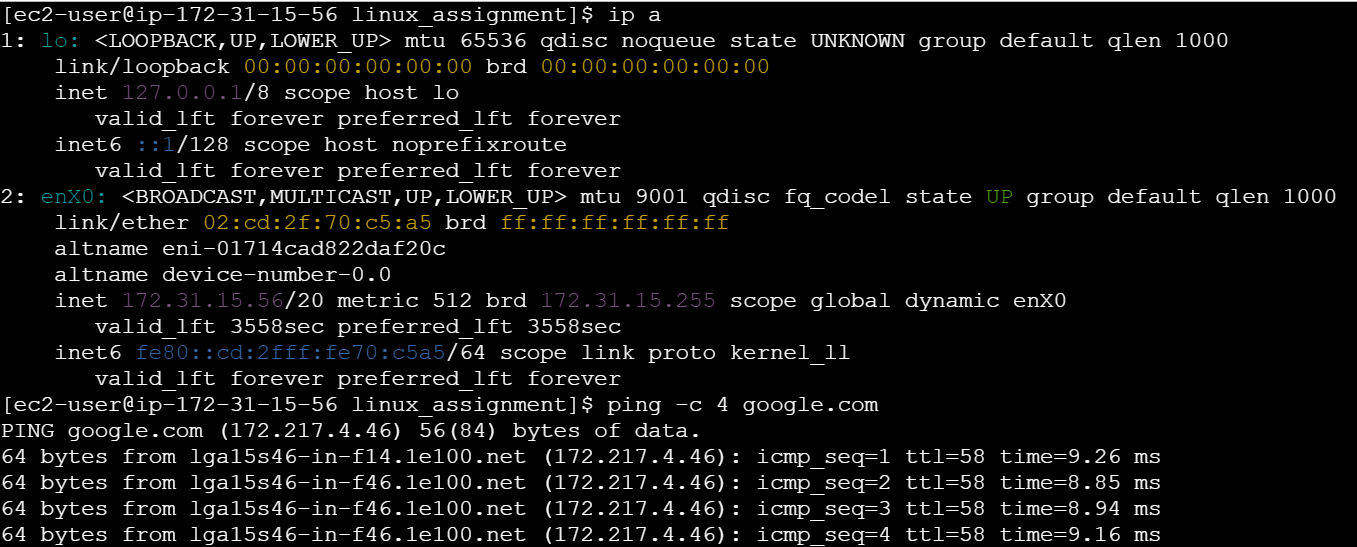 [ec2-user@ip-172-31-15-56 linux_assignment]$ ip a
1: lo: <LOOPBACK,UP,LOWER_UP> mtu 65536 qdisc noqueue state UNKNOWN group default qlen 1000
    link/loopback 00:00:00:00:00:00 brd 00:00:00:00:00:00
    inet 127.0.0.1/8 scope host lo
       valid_lft forever preferred_lft forever
    inet6 ::1/128 scope host noprefixroute
       valid_lft forever preferred_lft forever
2: enX0: <BROADCAST,MULTICAST,UP,LOWER_UP> mtu 9001 qdisc fq_codel state UP group default qlen 1000
    link/ether 02:cd:2f:70:c5:a5 brd ff:ff:ff:ff:ff:ff
    altname eni-01714cad822daf20c
    altname device-number-0.0
    inet 172.31.15.56/20 metric 512 brd 172.31.15.255 scope global dynamic enX0
       valid_lft 3558sec preferred_lft 3558sec
    inet6 fe80::cd:2fff:fe70:c5a5/64 scope link proto kernel_ll
       valid_lft forever preferred_lft forever
[ec2-user@ip-172-31-15-56 linux_assignment]$ ping -c 4 google.com
PING google.com (172.217.4.46) 56(84) bytes of data.
64 bytes from lga15s46-in-f14.1e100.net (172.217.4.46): icmp_seq=1 ttl=58 time=9.26 ms
64 bytes from lga15s46-in-f46.1e100.net (172.217.4.46): icmp_seq=2 ttl=58 time=8.85 ms
64 bytes from lga15s46-in-f46.1e100.net (172.217.4.46): icmp_seq=3 ttl=58 time=8.94 ms
64 bytes from lga15s46-in-f46.1e100.net (172.217.4.46): icmp_seq=4 ttl=58 time=9.16 ms